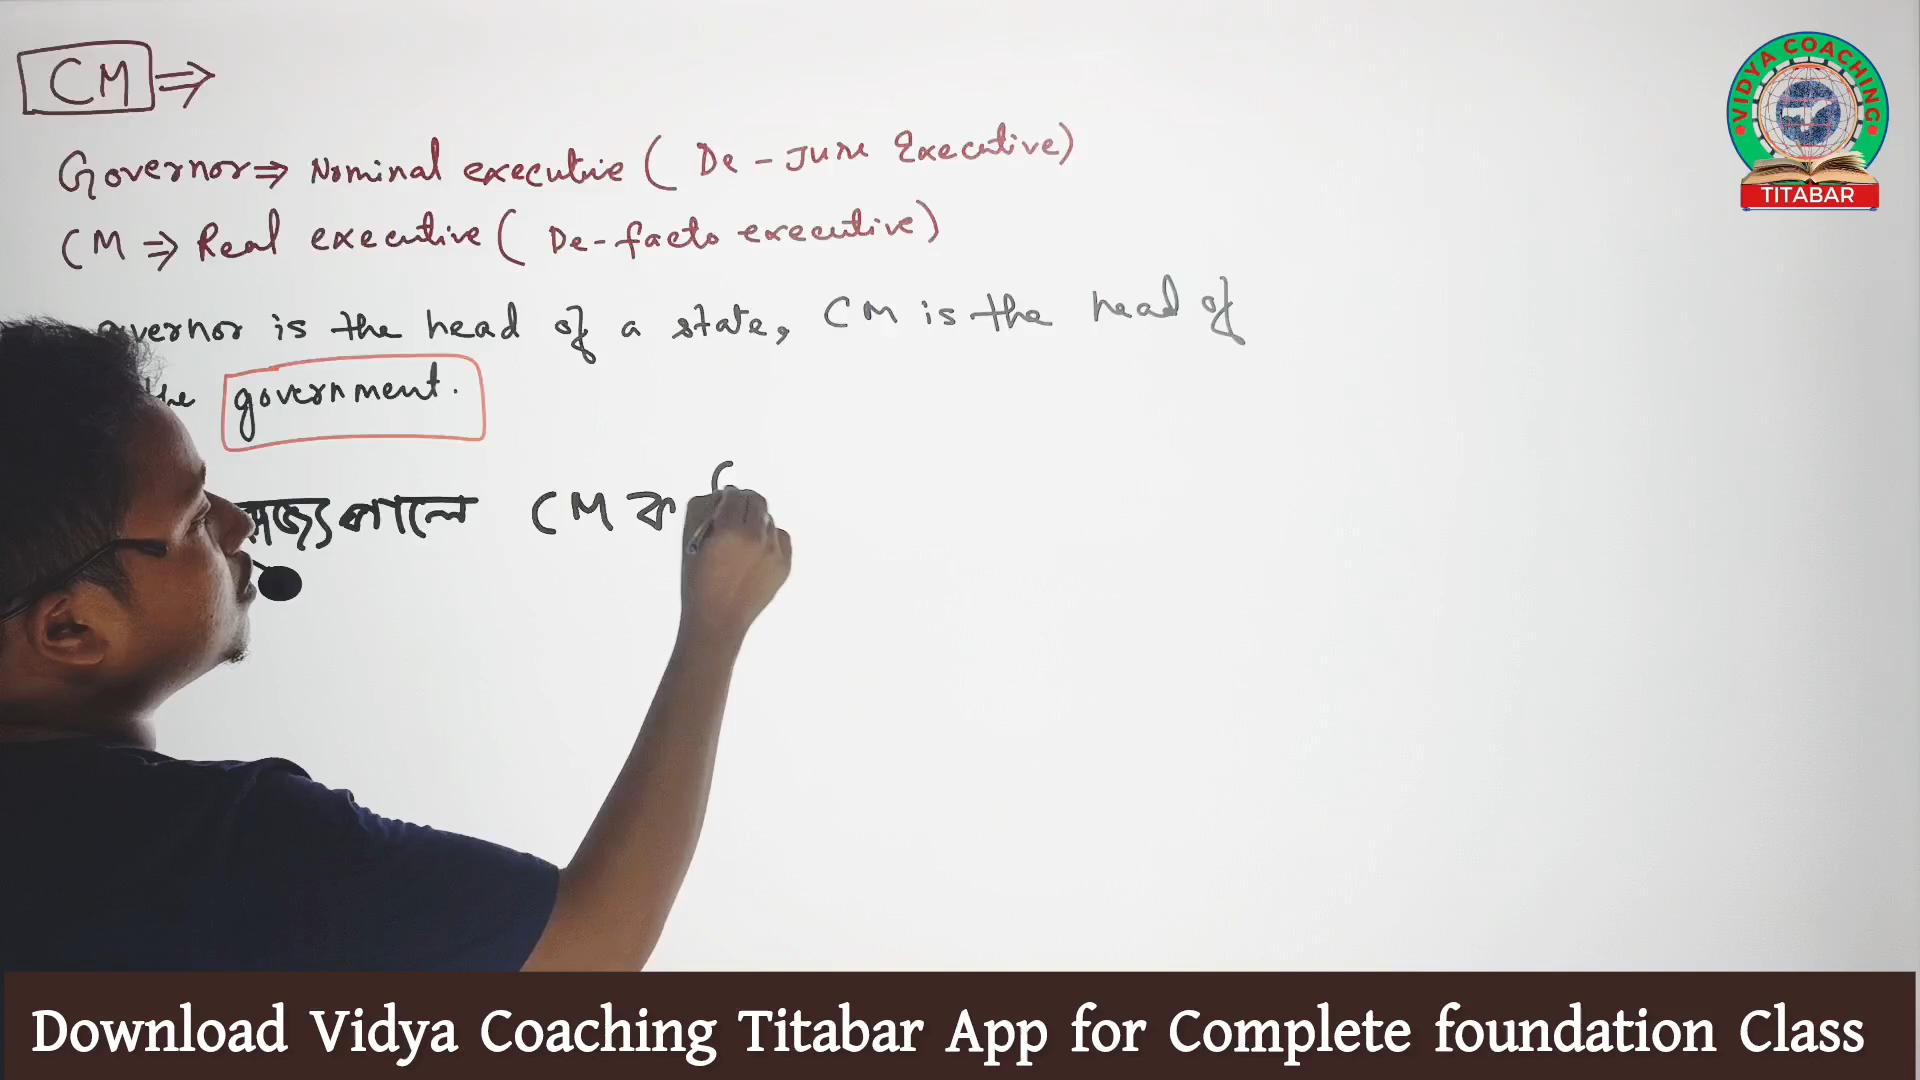 CM ⇒
Governor ⇒ Nominal executive ( De - Jure Executive)
CM ⇒ Real executive ( De-facto executive)
overnor is the head of a state, CM is the head of
the government.
ৰাজ্যপালে CM ক
VIDYA COACHING
TITABAR
Download Vidya Coaching Titabar App for Complete foundation Class